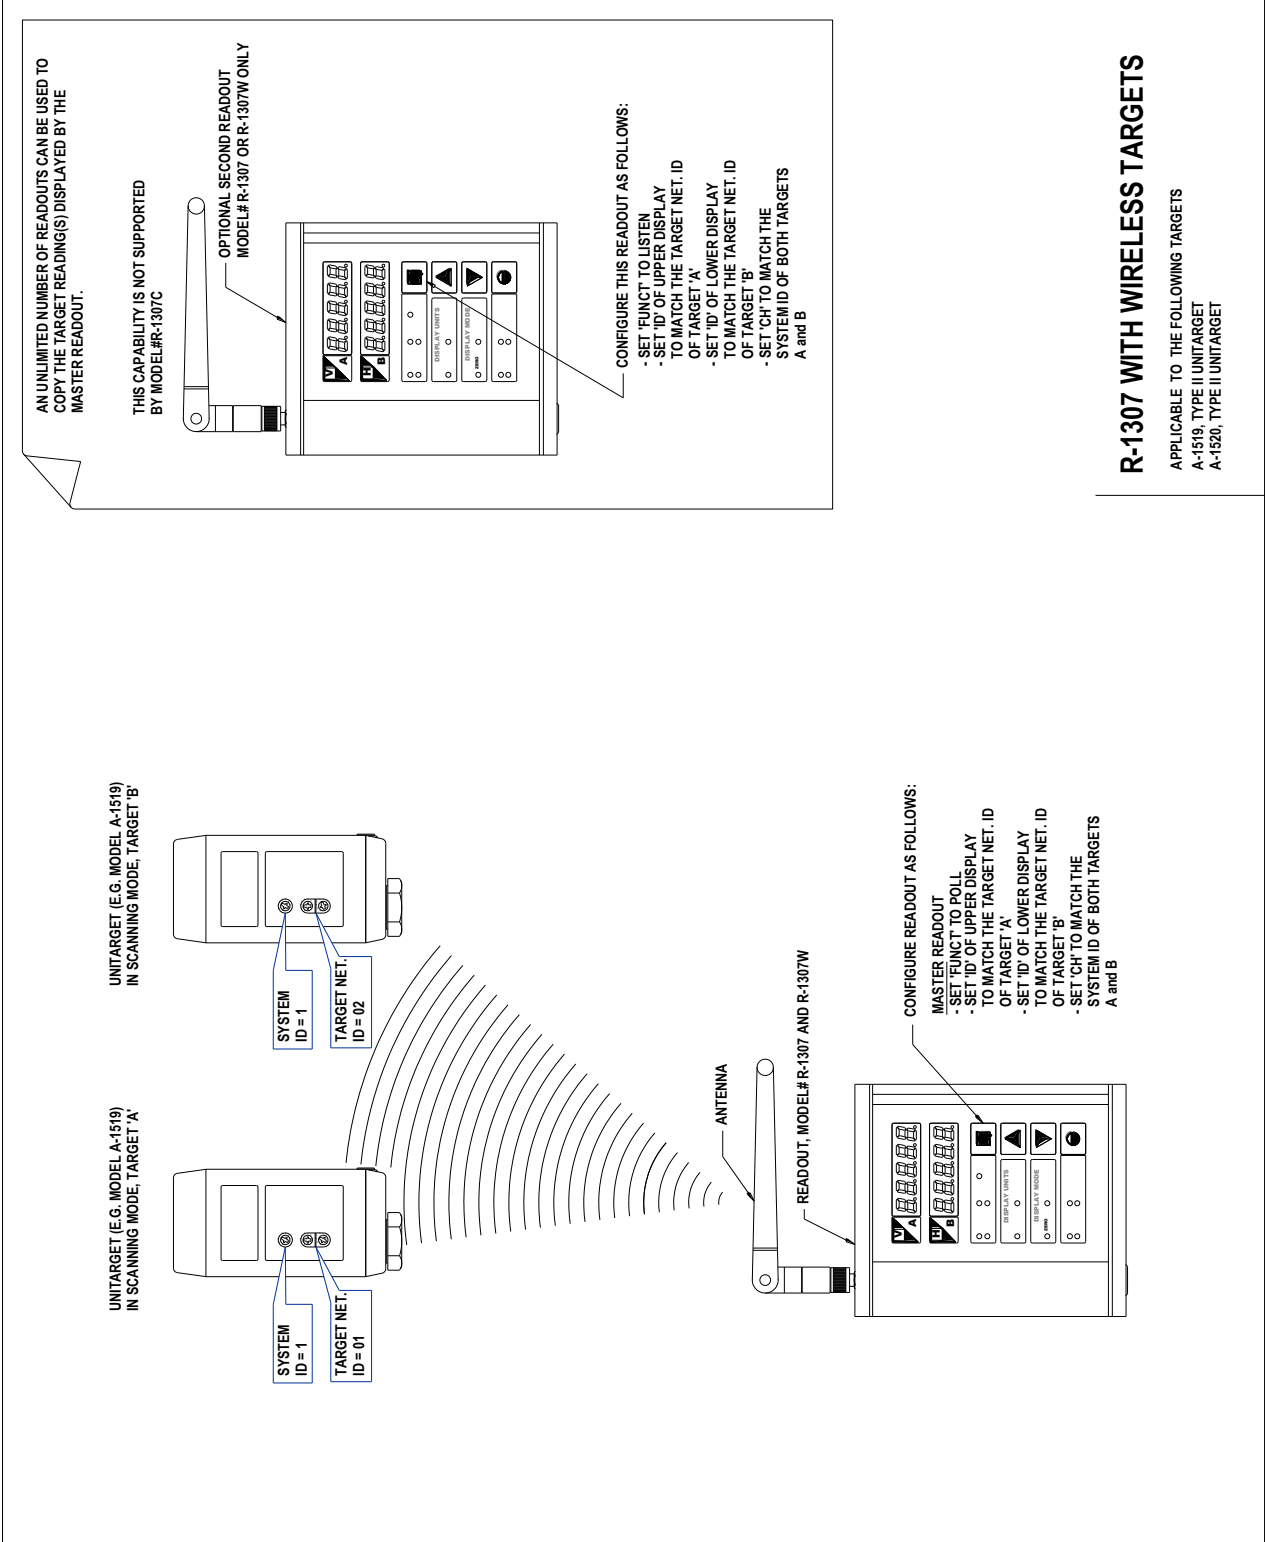 UNITARGET (E.G. MODEL A-1519)
IN SCANNING MODE, TARGET 'A'
SYSTEM
ID = 1
TARGET NET.
ID = 01
UNITARGET (E.G. MODEL A-1519)
IN SCANNING MODE, TARGET 'B'
SYSTEM
ID = 1
TARGET NET.
ID = 02
ANTENNA
READOUT, MODEL# R-1307 AND R-1307W
V
A
H
B
DISPLAY UNITS
DISPLAY MODE
ZERO
CONFIGURE READOUT AS FOLLOWS:
MASTER READOUT
- SET 'FUNCT' TO POLL
- SET 'ID' OF UPPER DISPLAY
TO MATCH THE TARGET NET. ID
OF TARGET 'A'
- SET 'ID' OF LOWER DISPLAY
TO MATCH THE TARGET NET. ID
OF TARGET 'B'
- SET 'CH' TO MATCH THE
SYSTEM ID OF BOTH TARGETS
A and B
AN UNLIMITED NUMBER OF READOUTS CAN BE USED TO
COPY THE TARGET READING(S) DISPLAYED BY THE
MASTER READOUT.
THIS CAPABILITY IS NOT SUPPORTED
BY MODEL#R-1307C
OPTIONAL SECOND READOUT
MODEL# R-1307 OR R-1307W ONLY
V
A
H
B
DISPLAY UNITS
DISPLAY MODE
ZERO
CONFIGURE THIS READOUT AS FOLLOWS:
- SET 'FUNCT' TO LISTEN
- SET 'ID' OF UPPER DISPLAY
TO MATCH THE TARGET NET. ID
OF TARGET 'A'
- SET 'ID' OF LOWER DISPLAY
TO MATCH THE TARGET NET. ID
OF TARGET 'B'
- SET 'CH' TO MATCH THE
SYSTEM ID OF BOTH TARGETS
A and B
R-1307 WITH WIRELESS TARGETS
APPLICABLE TO THE FOLLOWING TARGETS
A-1519, TYPE II UNITARGET
A-1520, TYPE II UNITARGET